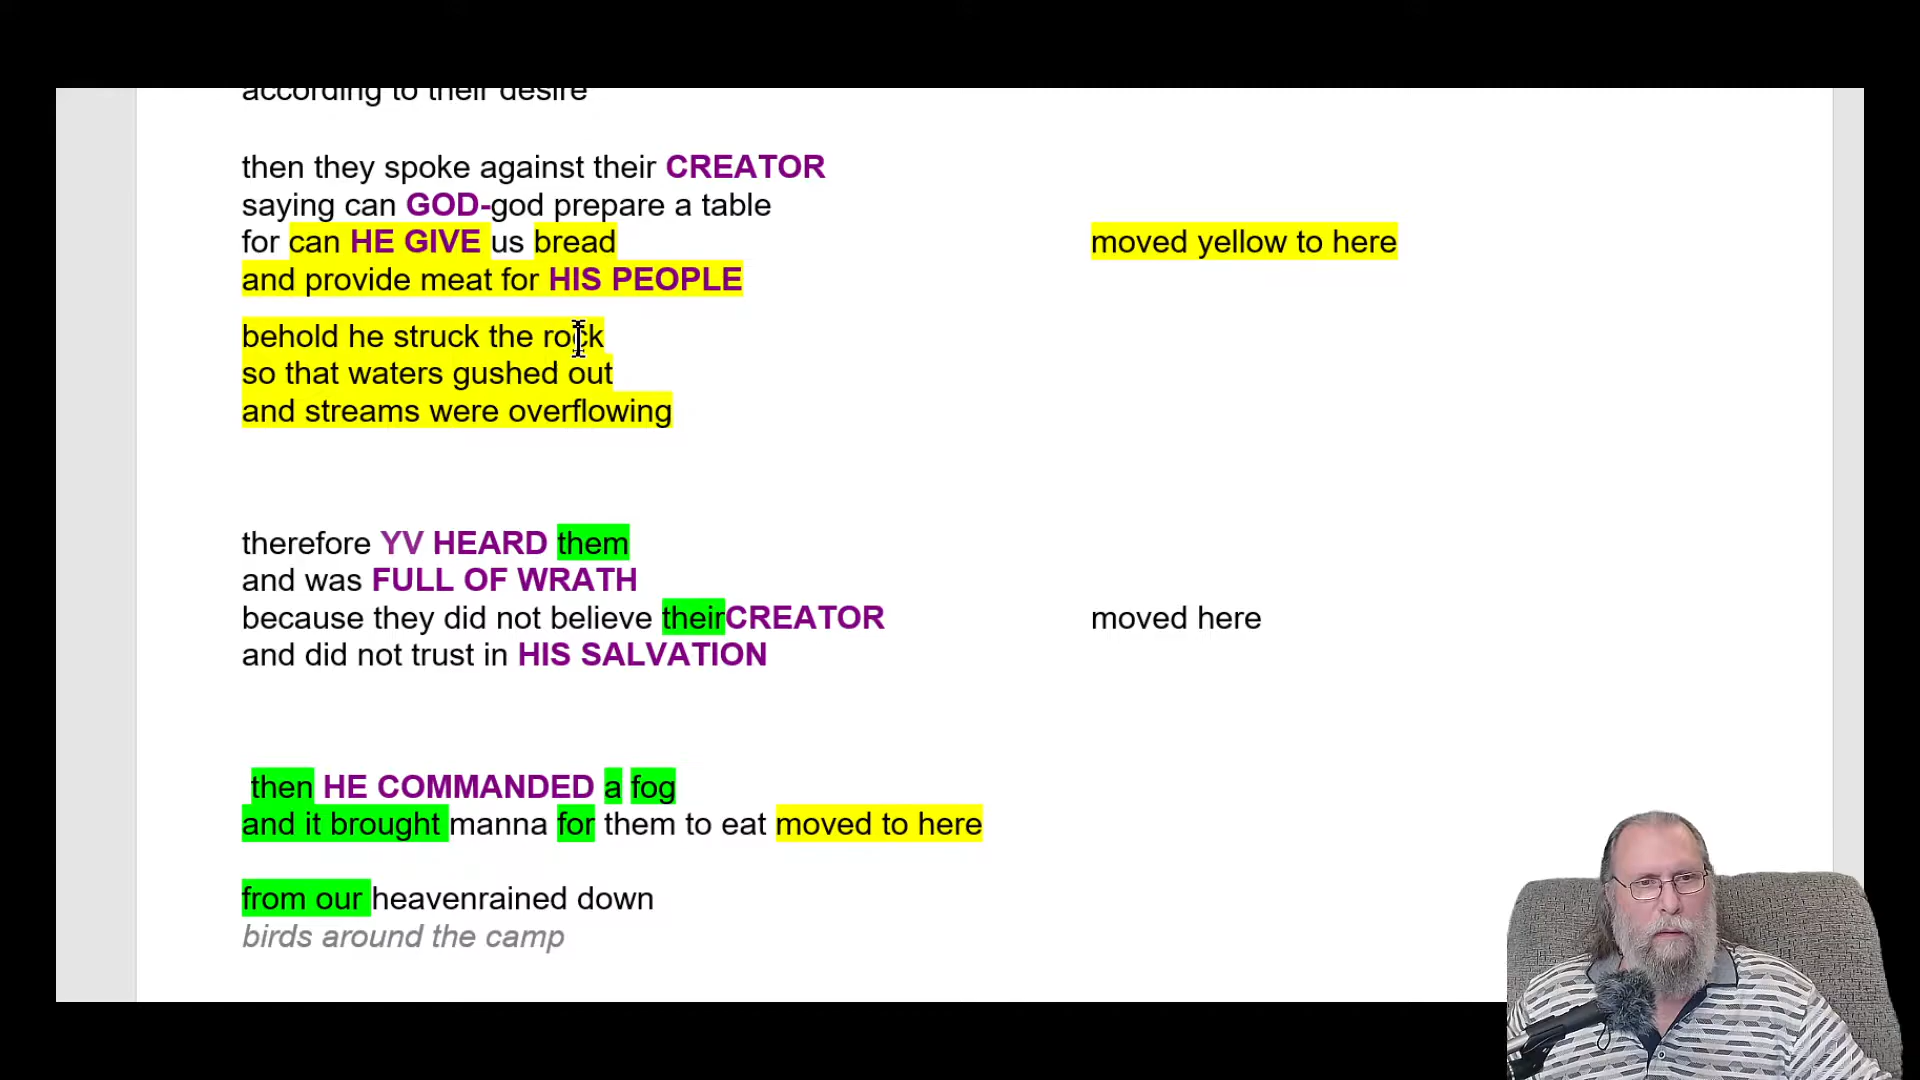 according to their desire
then they spoke against their CREATOR
saying can GOD-god prepare a table
for can HE GIVE us bread
moved yellow to here
and provide meat for HIS PEOPLE
behold he struck the rock
so that waters gushed out
and streams were overflowing
therefore YV HEARD them
and was FULL OF WRATH
because they did not believe theirCREATOR
moved here
and did not trust in HIS SALVATION
then HE COMMANDED a fog
and it brought manna for them to eat moved to here
from our heavenrained down
birds around the camp